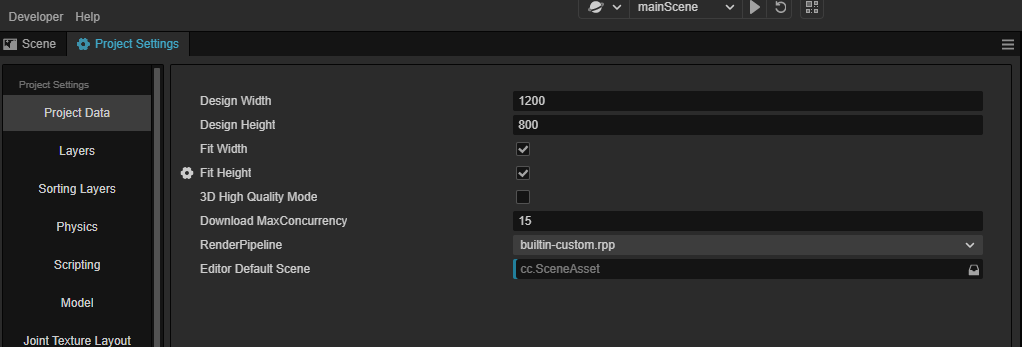 mainScene
Developer Help
Scene Project Settings
Project Settings
Project Data
Layers
Sorting Layers
Physics
Scripting
Model
Joint Texture Layout
Design Width 1200
Design Height 800
Fit Width
Fit Height
3D High Quality Mode
Download MaxConcurrency 15
RenderPipeline builtin-custom.rpp
Editor Default Scene cc.SceneAsset